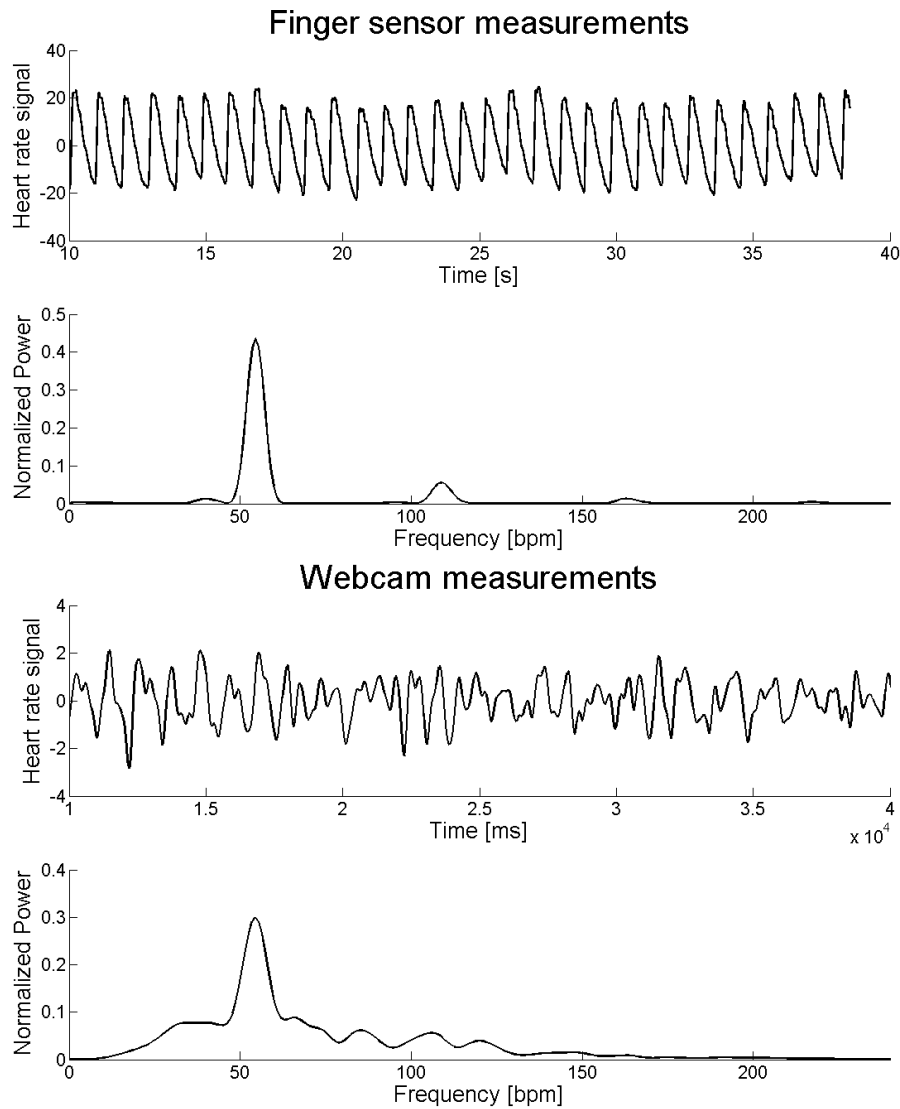 Finger sensor measurements
Heart rate signal
40
20
0
-20
-40
10 15 20 25 30 35 40
Time [s]
Normalized Power
0.5
0.4
0.3
0.2
0.1
0
0 50 100 150 200
Frequency [bpm]
Webcam measurements
Heart rate signal
4
2
0
-2
-4
1 1.5 2 2.5 3 3.5 4
Time [ms]
x 10^4
Normalized Power
0.4
0.3
0.2
0.1
0
0 50 100 150 200
Frequency [bpm]